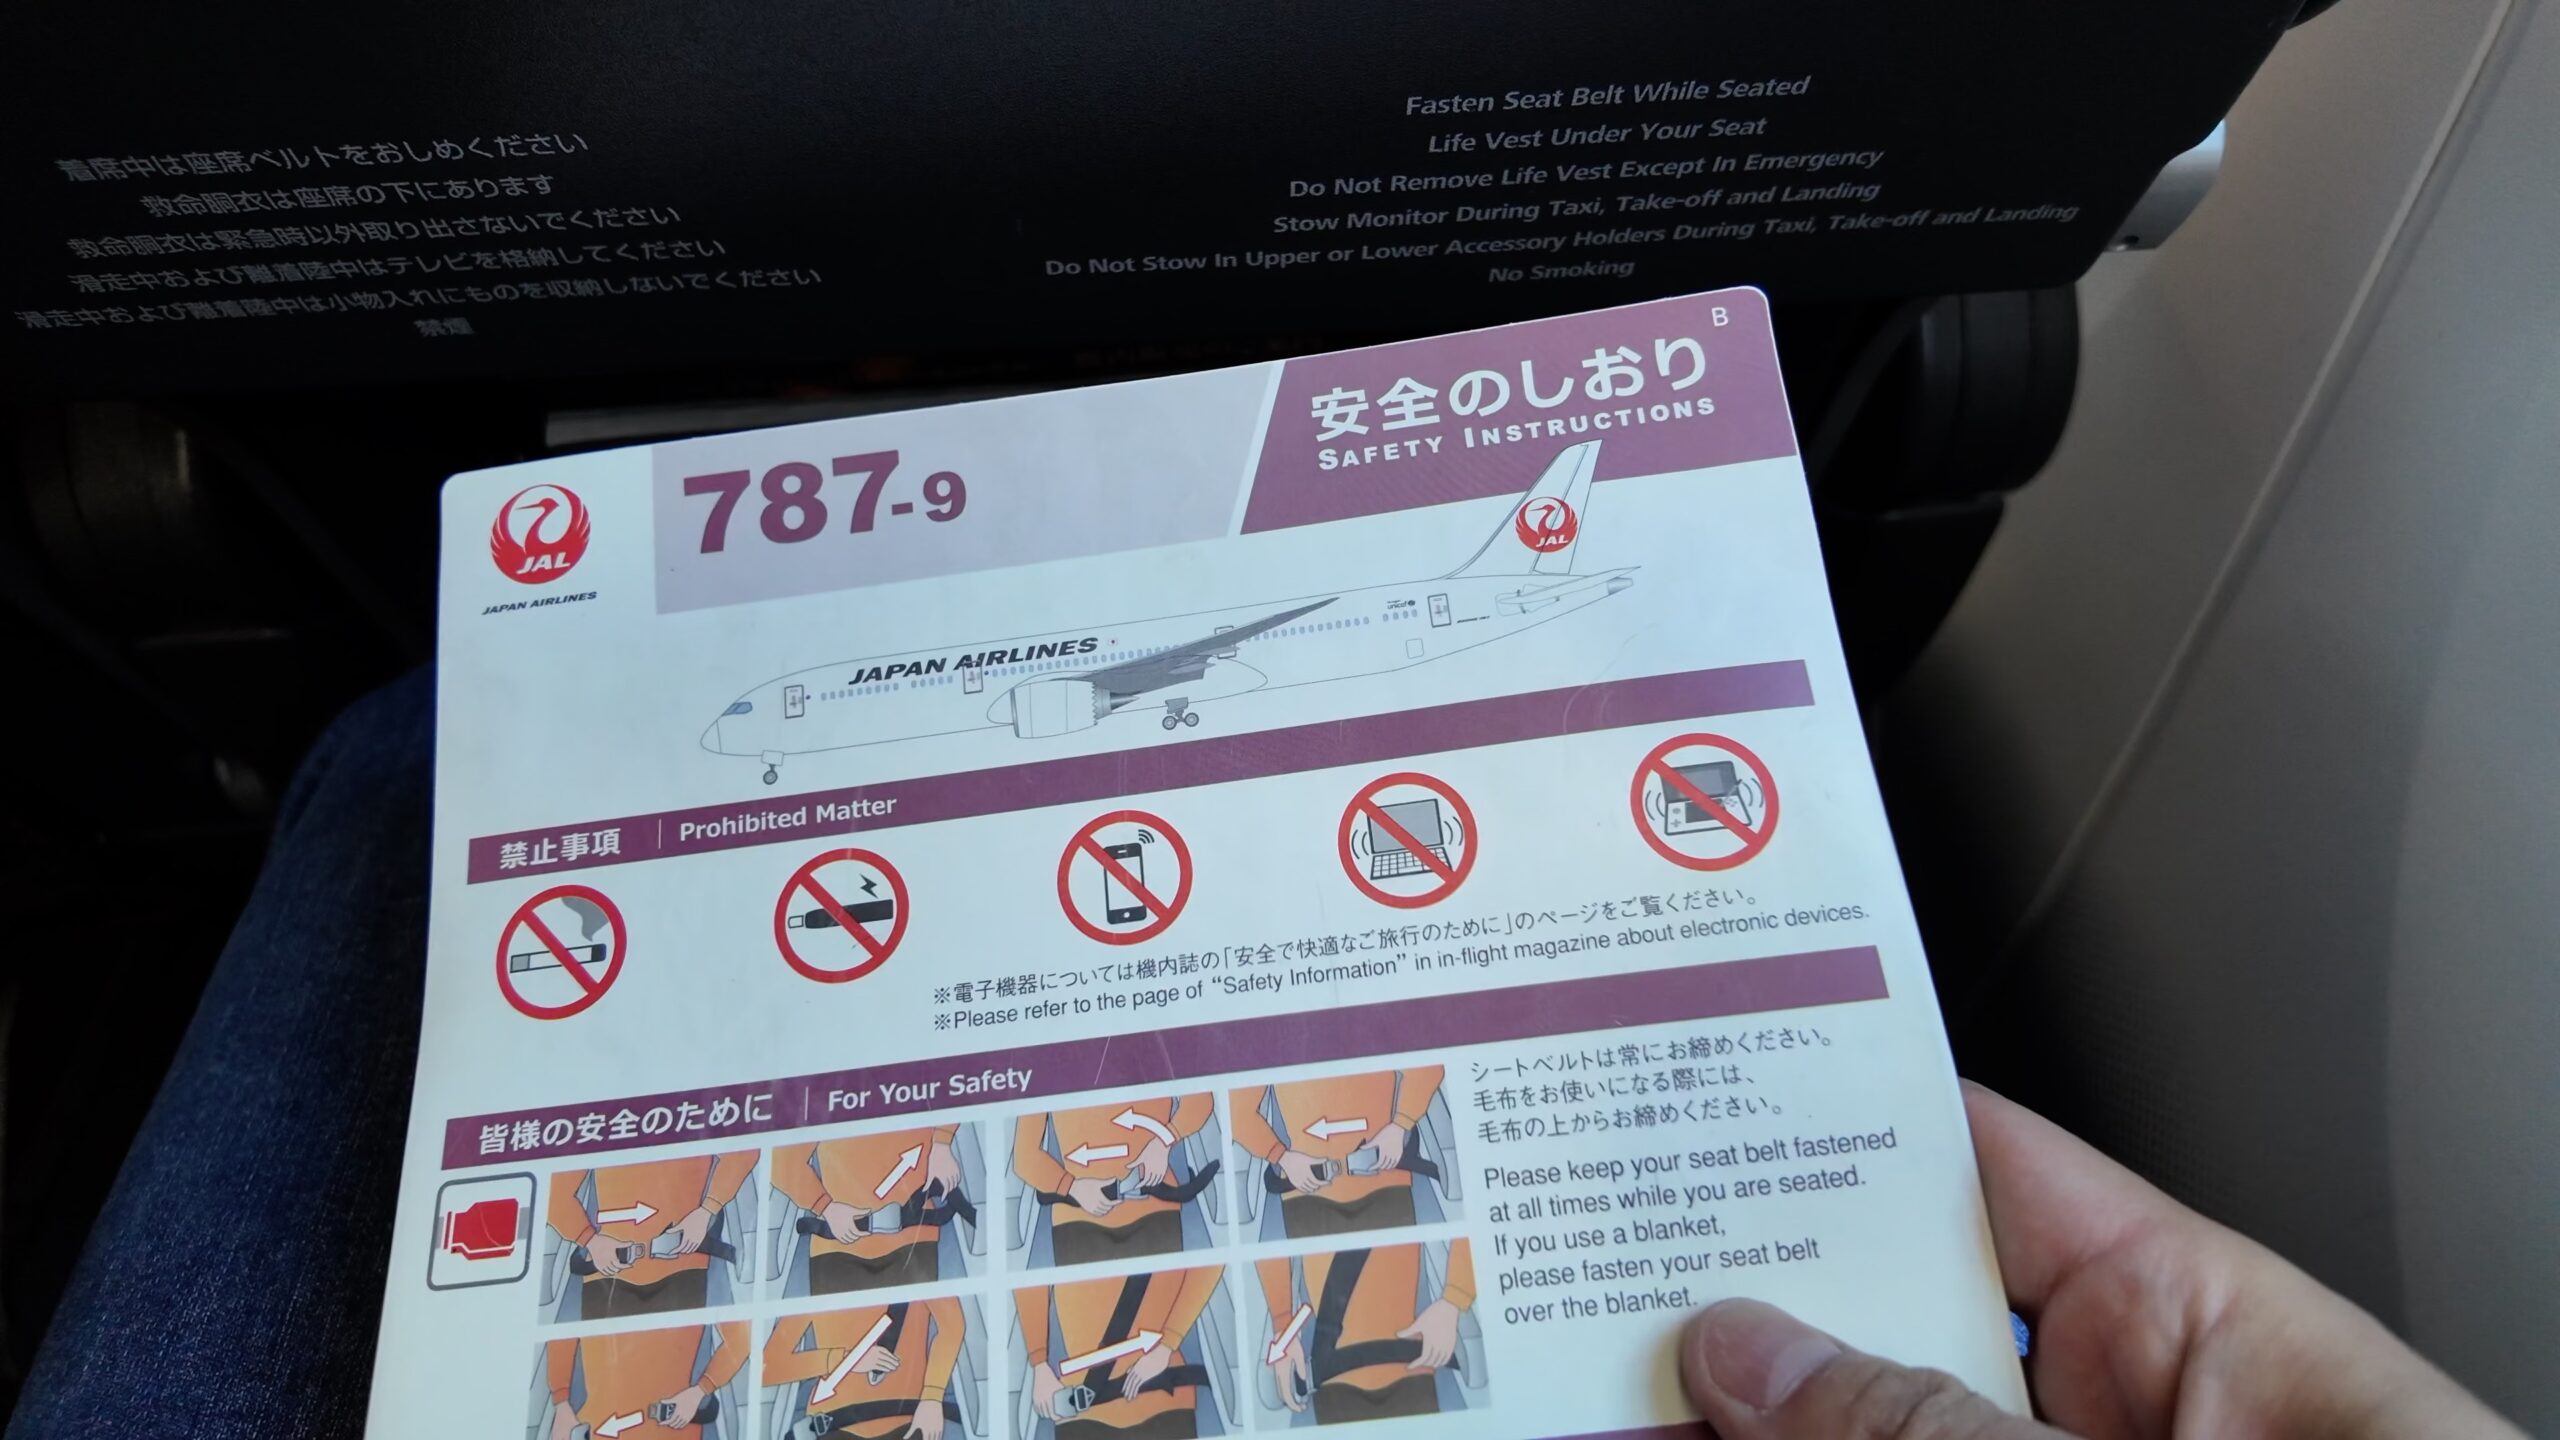 着席中は座席ベルトをおしめください
救命胴衣は座席の下にあります
救命胴衣は緊急時以外取り出さないでください
滑走中および離着陸中はテレビを格納してください
滑走中および離着陸中は小物入れにものを収納しないでください
禁煙
Fasten Seat Belt While Seated
Life Vest Under Your Seat
Do Not Remove Life Vest Except In Emergency
Stow Monitor During Taxi, Take-off and Landing
Do Not Stow In Upper or Lower Accessory Holders During Taxi, Take-off and Landing
No Smoking
B
安全のしおり
SAFETY INSTRUCTIONS
787-9
JAL
JAPAN AIRLINES
JAL
JAPAN AIRLINES
unicef
禁止事項 | Prohibited Matter
※電子機器については機内誌の「安全で快適なご旅行のために」のページをご覧ください。
※Please refer to the page of “Safety Information” in in-flight magazine about electronic devices.
皆様の安全のために | For Your Safety
シートベルトは常にお締めください。
毛布をお使いになる際には、
毛布の上からお締めください。
Please keep your seat belt fastened
at all times while you are seated.
If you use a blanket,
please fasten your seat belt
over the blanket.